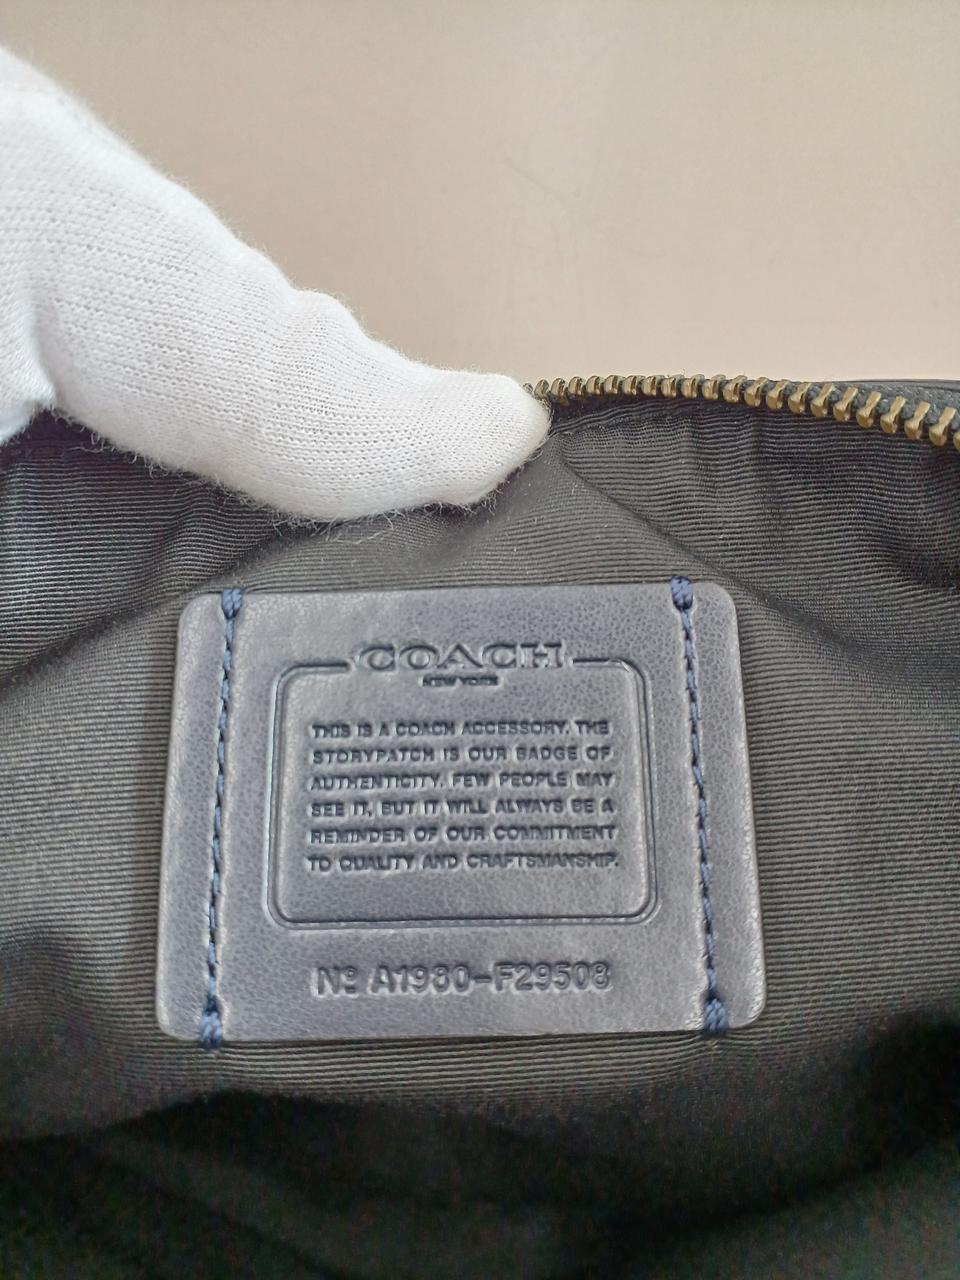 COACH
NEW YORK
THIS IS A COACH ACCESSORY. THE
STORYPATCH IS OUR BADGE OF
AUTHENTICITY. FEW PEOPLE MAY
SEE IT, BUT IT WILL ALWAYS BE A
REMINDER OF OUR COMMITMENT
TO QUALITY AND CRAFTSMANSHIP.
Nº A1980-F29508